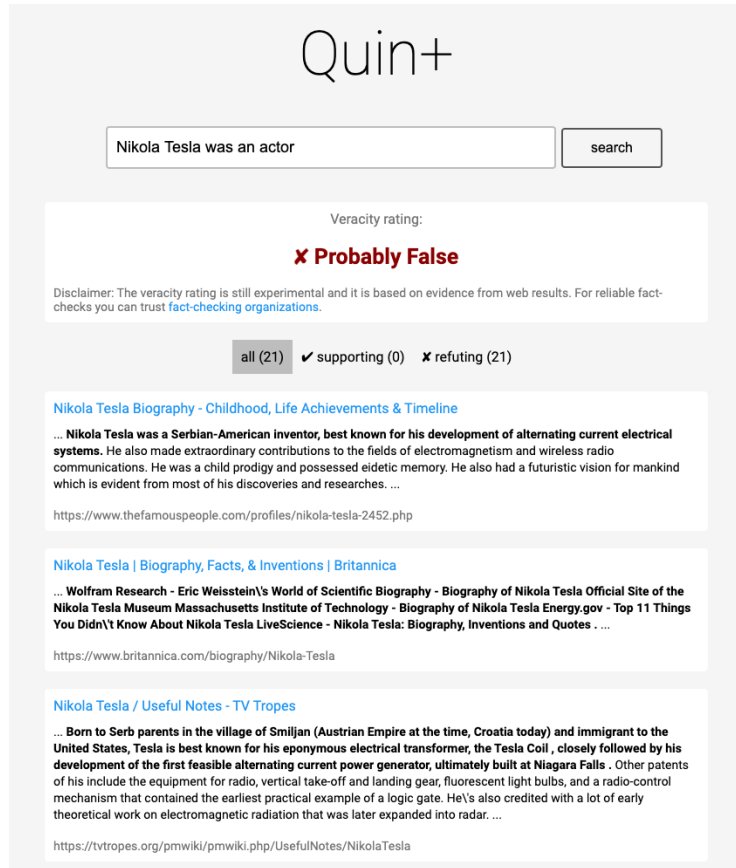 Quin+
Nikola Tesla was an actor
search
Veracity rating:
✘ Probably False
Disclaimer: The veracity rating is still experimental and it is based on evidence from web results. For reliable fact-
checks you can trust fact-checking organizations.
all (21) ✔ supporting (0) ✘ refuting (21)
Nikola Tesla Biography - Childhood, Life Achievements & Timeline
... Nikola Tesla was a Serbian-American inventor, best known for his development of alternating current electrical
systems. He also made extraordinary contributions to the fields of electromagnetism and wireless radio
communications. He was a child prodigy and possessed eidetic memory. He also had a futuristic vision for mankind
which is evident from most of his discoveries and researches. ...
https://www.thefamouspeople.com/profiles/nikola-tesla-2452.php
Nikola Tesla | Biography, Facts, & Inventions | Britannica
... Wolfram Research - Eric Weisstein\'s World of Scientific Biography - Biography of Nikola Tesla Official Site of the
Nikola Tesla Museum Massachusetts Institute of Technology - Biography of Nikola Tesla Energy.gov - Top 11 Things
You Didn\'t Know About Nikola Tesla LiveScience - Nikola Tesla: Biography, Inventions and Quotes . ...
https://www.britannica.com/biography/Nikola-Tesla
Nikola Tesla / Useful Notes - TV Tropes
... Born to Serb parents in the village of Smiljan (Austrian Empire at the time, Croatia today) and immigrant to the
United States, Tesla is best known for his eponymous electrical transformer, the Tesla Coil , closely followed by his
development of the first feasible alternating current power generator, ultimately built at Niagara Falls . Other patents
of his include the equipment for radio, vertical take-off and landing gear, fluorescent light bulbs, and a radio-control
mechanism that contained the earliest practical example of a logic gate. He\'s also credited with a lot of early
theoretical work on electromagnetic radiation that was later expanded into radar. ...
https://tvtropes.org/pmwiki/pmwiki.php/UsefulNotes/NikolaTesla